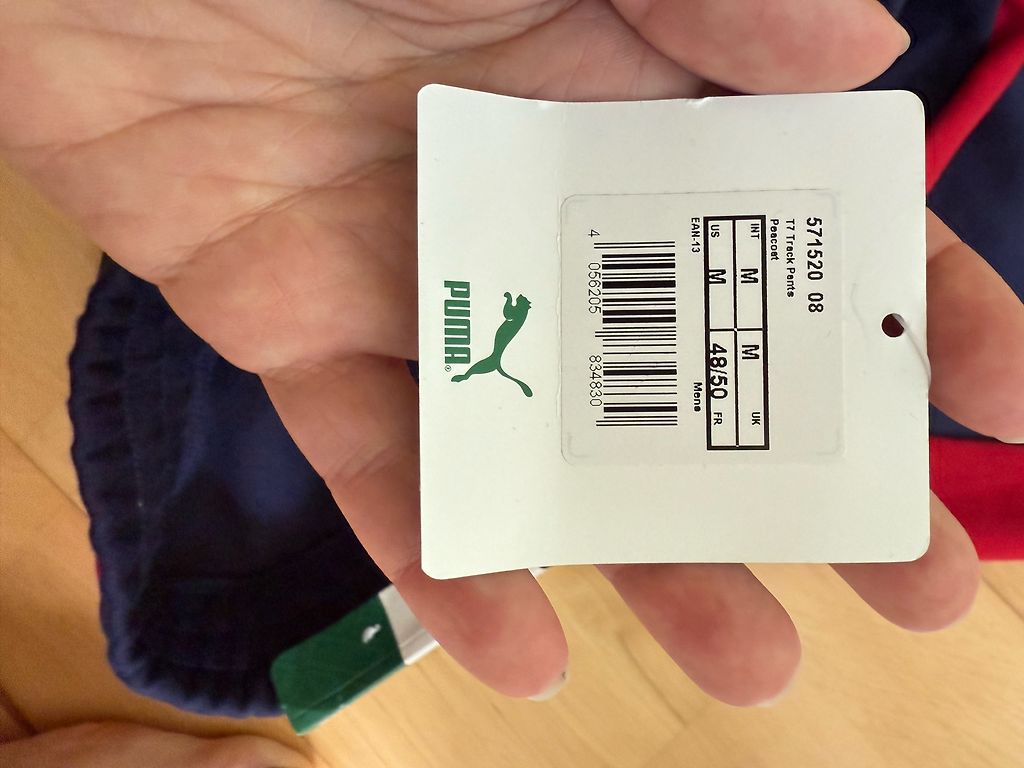 571520 08
T7 Track Pants
Peacoat
INT M M UK
US M 48/50 FR
EAN-13 Mens
4 056205 834830
PUMA®